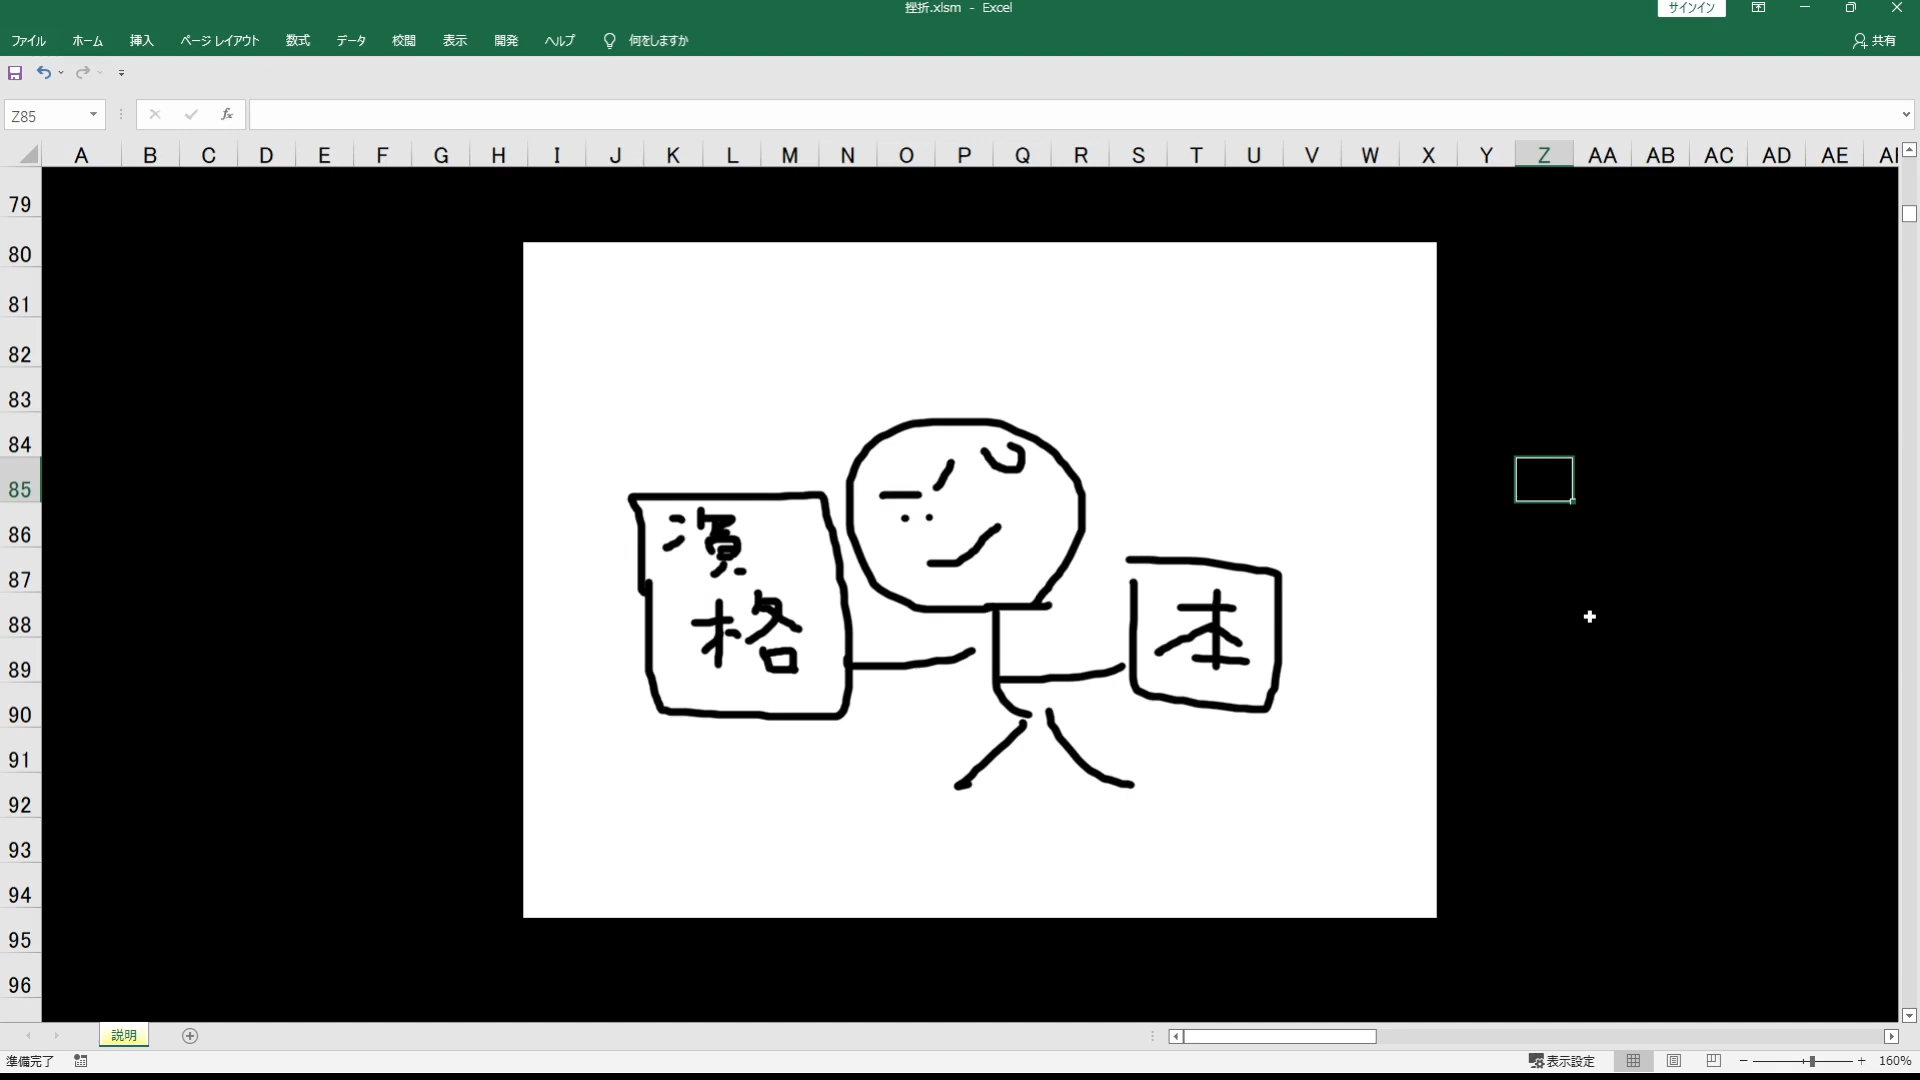 挫折.xlsm - Excel
サインイン
ファイル ホーム 挿入 ページ レイアウト 数式 データ 校閲 表示 開発 ヘルプ 何をしますか
共有
Z85
fx
A B C D E F G H I J K L M N O P Q R S T U V W X Y Z AA AB AC AD AE
79
80
81
82
83
84
85
86
87
88
89
90
91
92
93
94
95
96
資
格
本
説明
準備完了
表示設定
160%